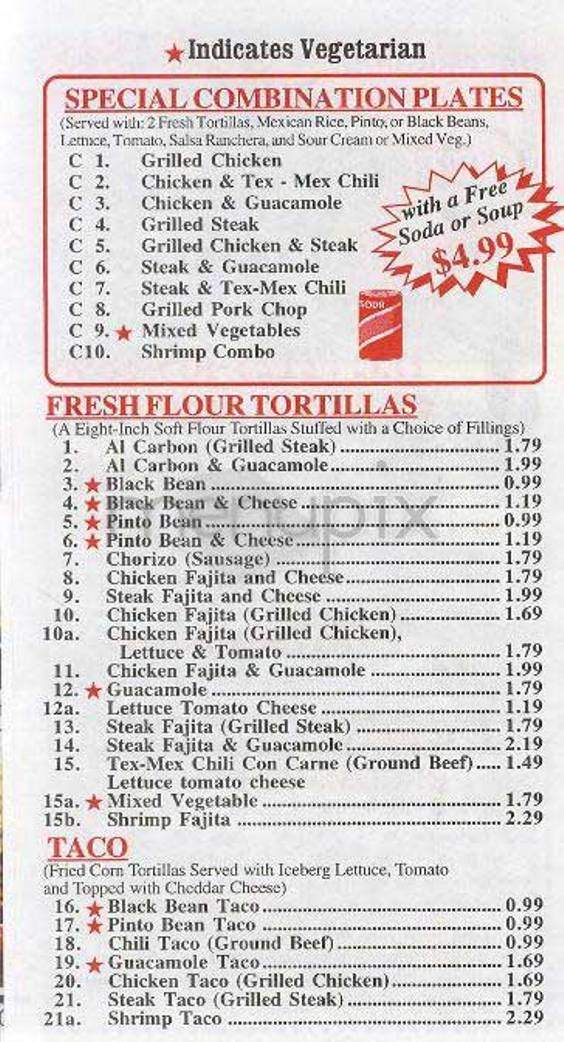 ★Indicates Vegetarian
SPECIAL COMBINATION PLATES
(Served with: 2 Fresh Tortillas, Mexican Rice, Pinto, or Black Beans,
Lettuce, Tomato, Salsa Ranchera, and Sour Cream or Mixed Veg.)
C 1. Grilled Chicken
C 2. Chicken & Tex - Mex Chili
C 3. Chicken & Guacamole
C 4. Grilled Steak
C 5. Grilled Chicken & Steak
C 6. Steak & Guacamole
C 7. Steak & Tex-Mex Chili
C 8. Grilled Pork Chop
C 9. ★ Mixed Vegetables
C10. Shrimp Combo
with a Free
Soda or Soup
$4.99
SODA
FRESH FLOUR TORTILLAS
(A Eight-Inch Soft Flour Tortillas Stuffed with a Choice of Fillings)
1. Al Carbon (Grilled Steak) 1.79
2. Al Carbon & Guacamole 1.99
3. ★ Black Bean 0.99
4. ★ Black Bean & Cheese 1.19
5. ★ Pinto Bean 0.99
6. ★ Pinto Bean & Cheese 1.19
7. Chorizo (Sausage) 1.79
8. Chicken Fajita and Cheese 1.79
9. Steak Fajita and Cheese 1.99
10. Chicken Fajita (Grilled Chicken) 1.69
10a. Chicken Fajita (Grilled Chicken),
Lettuce & Tomato 1.79
11. Chicken Fajita & Guacamole 1.99
12. ★ Guacamole 1.79
12a. Lettuce Tomato Cheese 1.19
13. Steak Fajita (Grilled Steak) 1.79
14. Steak Fajita & Guacamole 2.19
15. Tex-Mex Chili Con Carne (Ground Beef) 1.49
Lettuce tomato cheese
15a. ★ Mixed Vegetable 1.79
15b. Shrimp Fajita 2.29
menupix
TACO
(Fried Corn Tortillas Served with Iceberg Lettuce, Tomato
and Topped with Cheddar Cheese)
16. ★ Black Bean Taco 0.99
17. ★ Pinto Bean Taco 0.99
18. Chili Taco (Ground Beef) 0.99
19. ★ Guacamole Taco 1.69
20. Chicken Taco (Grilled Chicken) 1.69
21. Steak Taco (Grilled Steak) 1.79
21a. Shrimp Taco 2.29